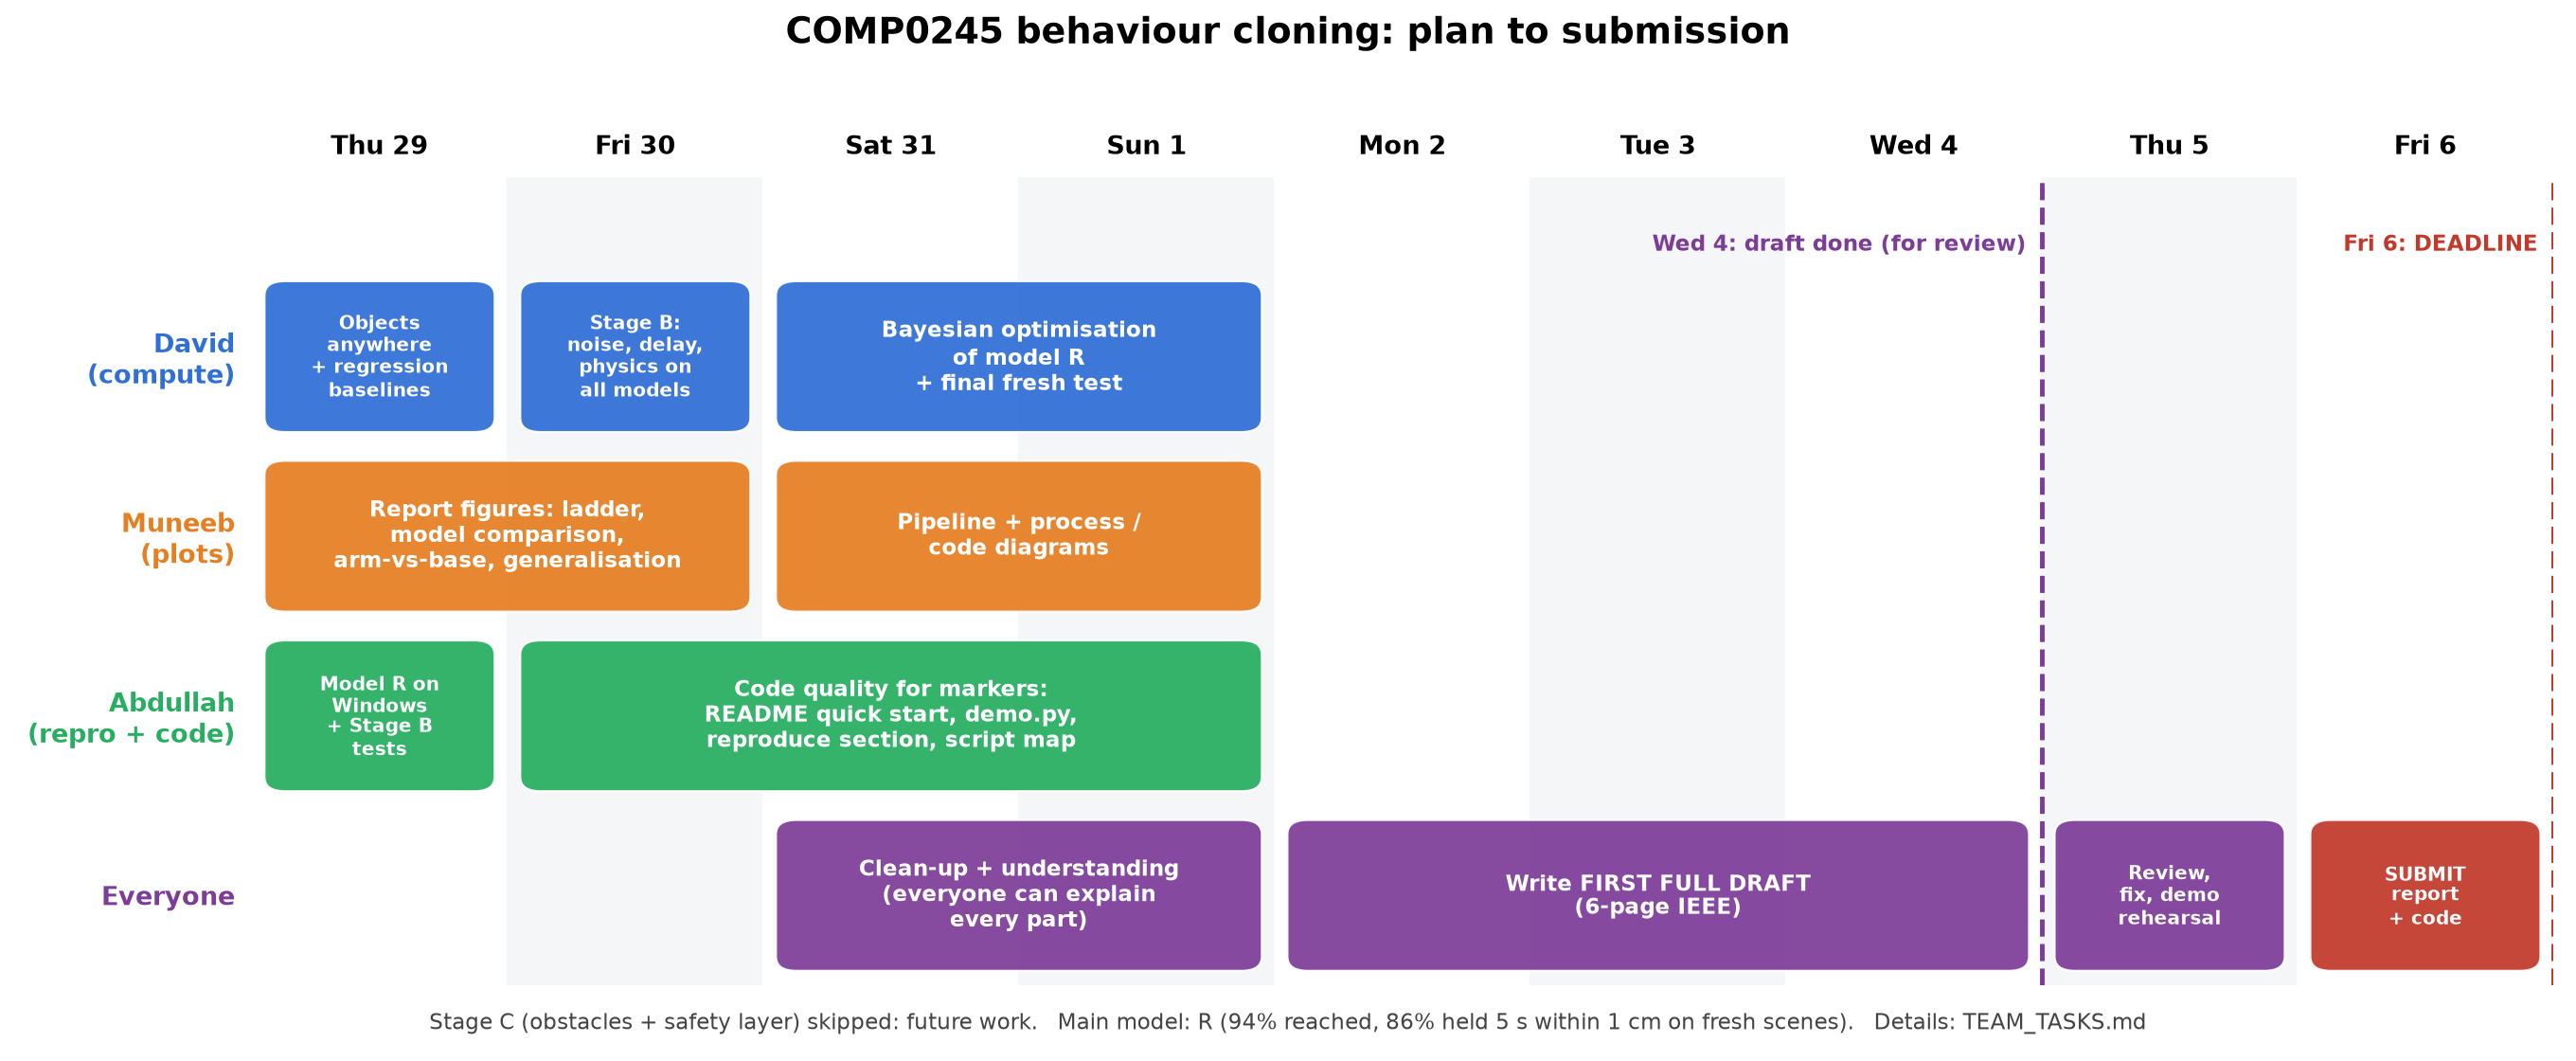 COMP0245 behaviour cloning: plan to submission
Thu 29
Fri 30
Sat 31
Sun 1
Mon 2
Tue 3
Wed 4
Thu 5
Fri 6
Wed 4: draft done (for review)
Fri 6: DEADLINE
David
(compute)
Objects
anywhere
+ regression
baselines
Stage B:
noise, delay,
physics on
all models
Bayesian optimisation
of model R
+ final fresh test
Muneeb
(plots)
Report figures: ladder,
model comparison,
arm-vs-base, generalisation
Pipeline + process /
code diagrams
Abdullah
(repro + code)
Model R on
Windows
+ Stage B
tests
Code quality for markers:
README quick start, demo.py,
reproduce section, script map
Everyone
Clean-up + understanding
(everyone can explain
every part)
Write FIRST FULL DRAFT
(6-page IEEE)
Review,
fix, demo
rehearsal
SUBMIT
report
+ code
Stage C (obstacles + safety layer) skipped: future work.   Main model: R (94% reached, 86% held 5 s within 1 cm on fresh scenes).   Details: TEAM_TASKS.md